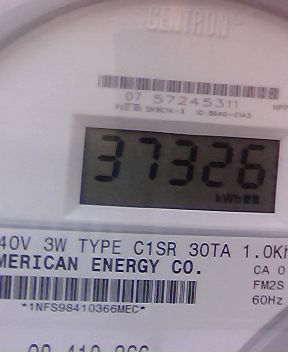 CENTRON
07 57245311
37326
kWh
40V 3W TYPE C1SR 30TA 1.0Kh
MERICAN ENERGY CO.
CA 0
FM2S
60Hz
*1NFS98410366MEC*